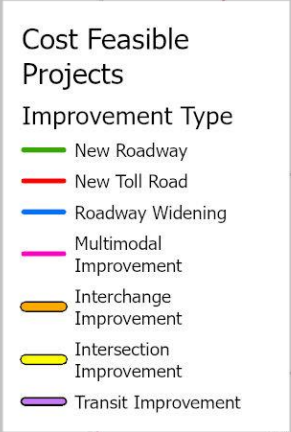 Cost Feasible
Projects
Improvement Type
New Roadway
New Toll Road
Roadway Widening
Multimodal
Improvement
Interchange
Improvement
Intersection
Improvement
Transit Improvement